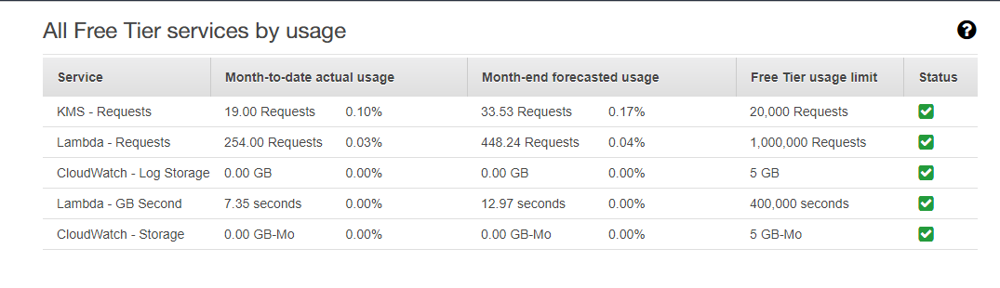 All Free Tier services by usage
Service Month-to-date actual usage Month-end forecasted usage Free Tier usage limit Status
KMS - Requests 19.00 Requests 0.10% 33.53 Requests 0.17% 20,000 Requests
Lambda - Requests 254.00 Requests 0.03% 448.24 Requests 0.04% 1,000,000 Requests
CloudWatch - Log Storage 0.00 GB 0.00% 0.00 GB 0.00% 5 GB
Lambda - GB Second 7.35 seconds 0.00% 12.97 seconds 0.00% 400,000 seconds
CloudWatch - Storage 0.00 GB-Mo 0.00% 0.00 GB-Mo 0.00% 5 GB-Mo